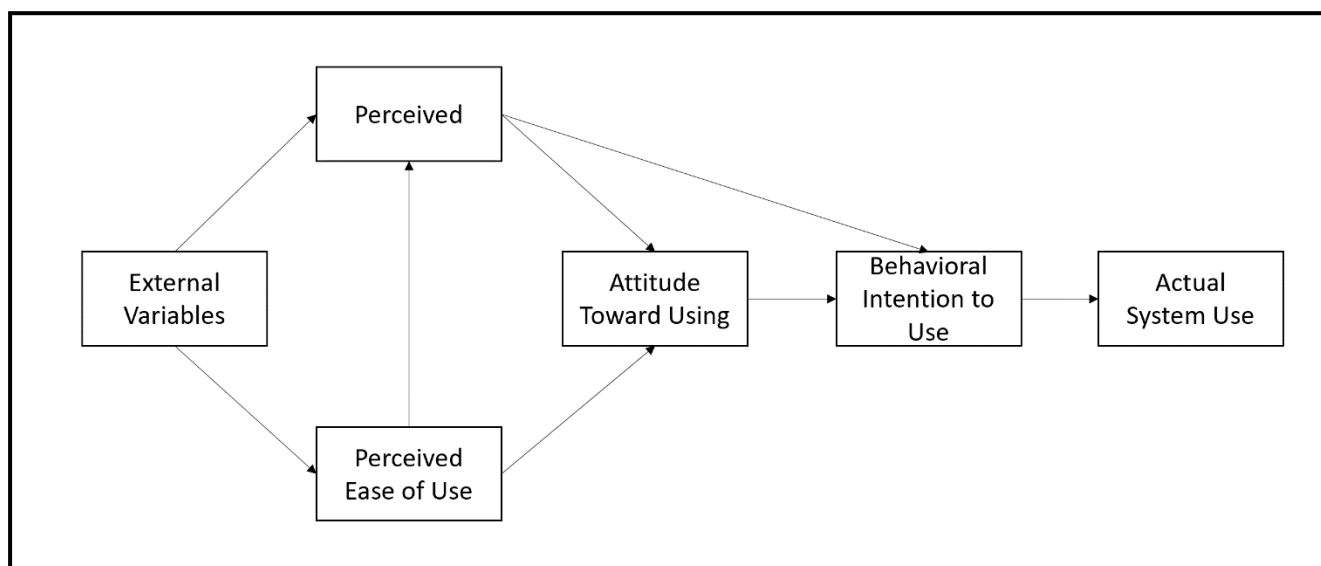 Perceived
External
Variables
Attitude
Toward Using
Behavioral
Intention to
Use
Actual
System Use
Perceived
Ease of Use